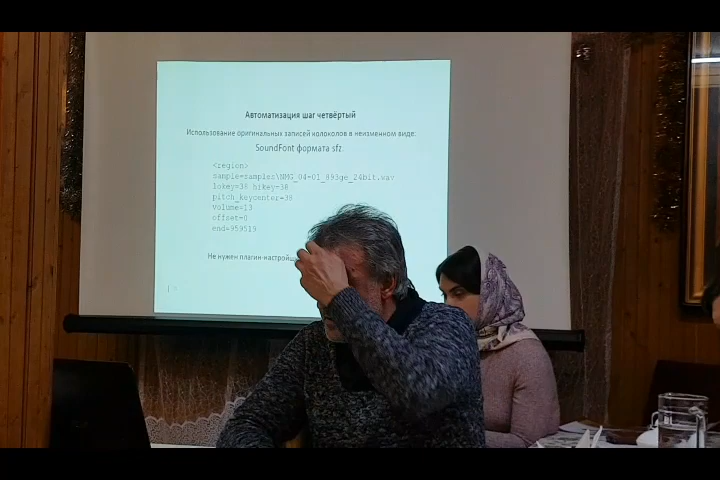 Автоматизация шаг четвёртый
Использование оригинальных записей колоколов в неизменном виде:
SoundFont формата sfz
<region>
lokey=38 hikey=38
pitch_keycenter=38
volume=13
offset=0
end=959519
Не нужен плагин-настройщ